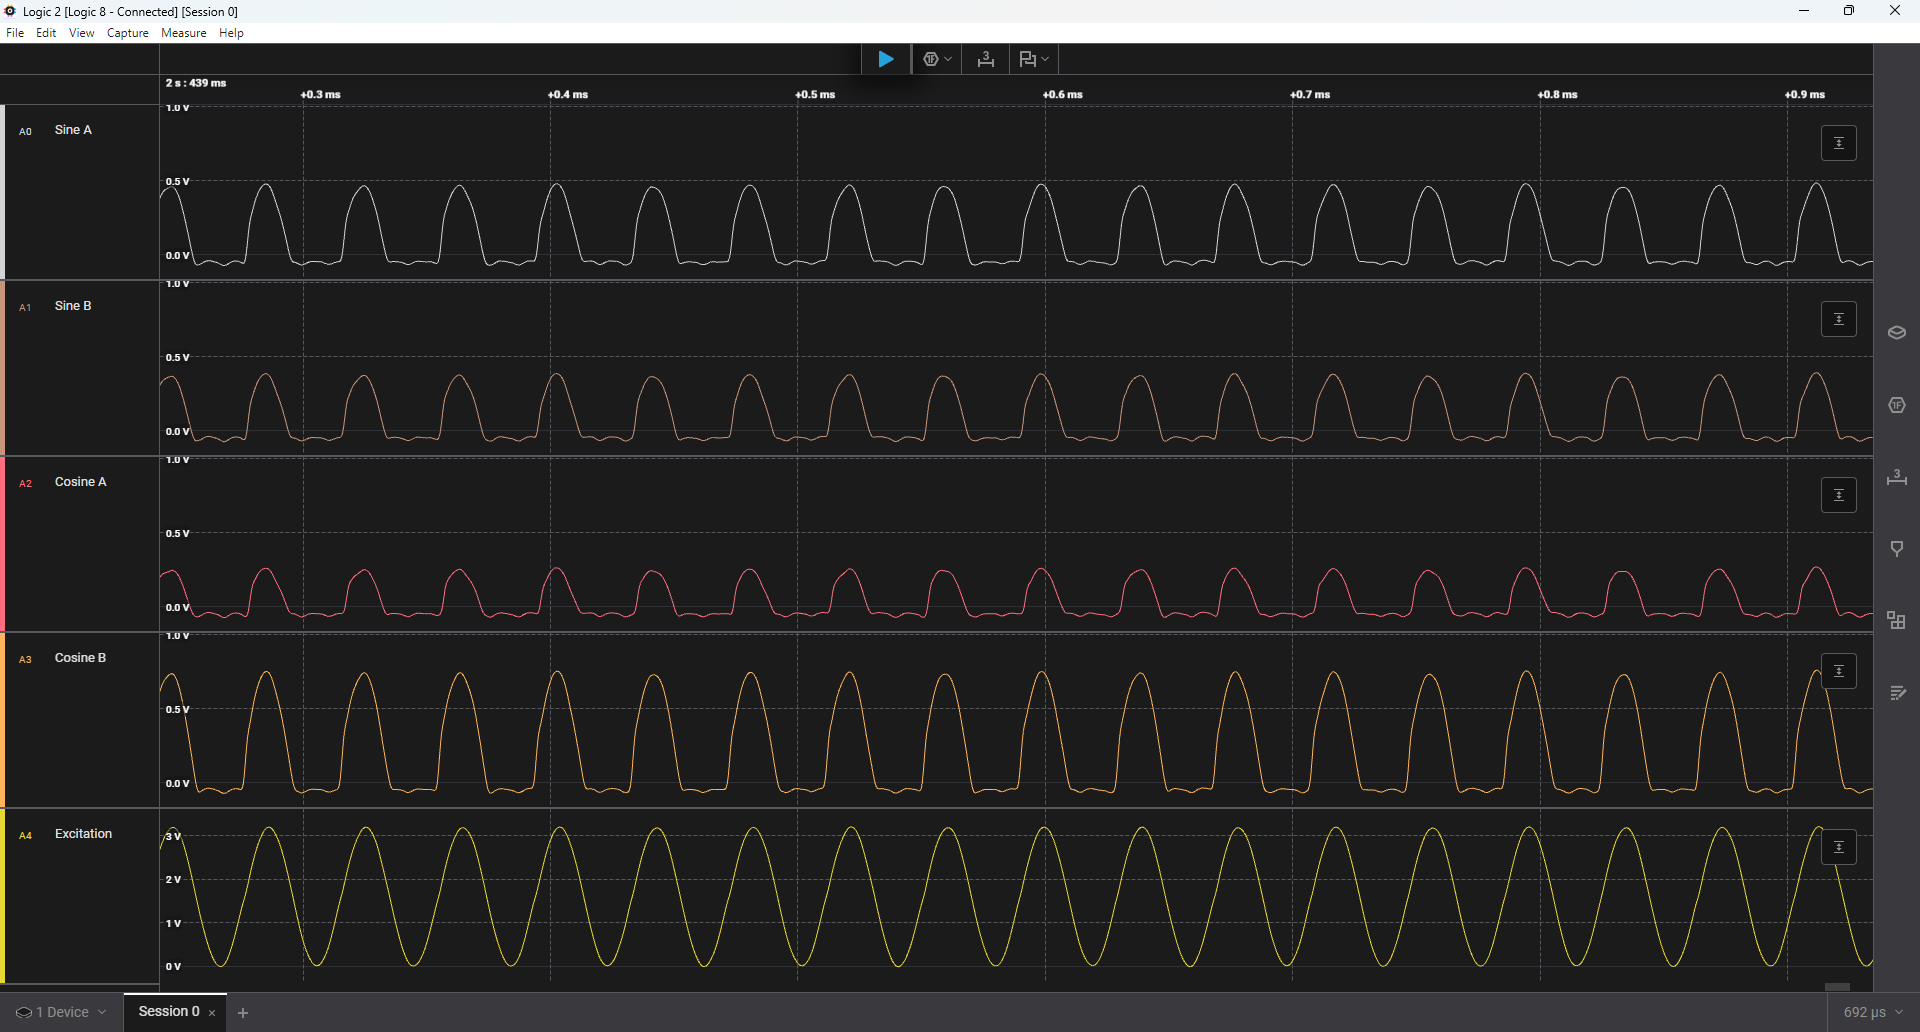 Logic 2 [Logic 8 - Connected] [Session 0]
File Edit View Capture Measure Help
1F 3
2 s : 439 ms
+0.3 ms +0.4 ms +0.5 ms +0.6 ms +0.7 ms +0.8 ms +0.9 ms
1.0 V
A0 Sine A
0.5 V
0.0 V
1.0 V
A1 Sine B
0.5 V
0.0 V
1.0 V
A2 Cosine A
0.5 V
0.0 V
1.0 V
A3 Cosine B
0.5 V
0.0 V
A4 Excitation
3 V
2 V
1 V
0 V
1F
3
1 Device Session 0 × + 692 µs